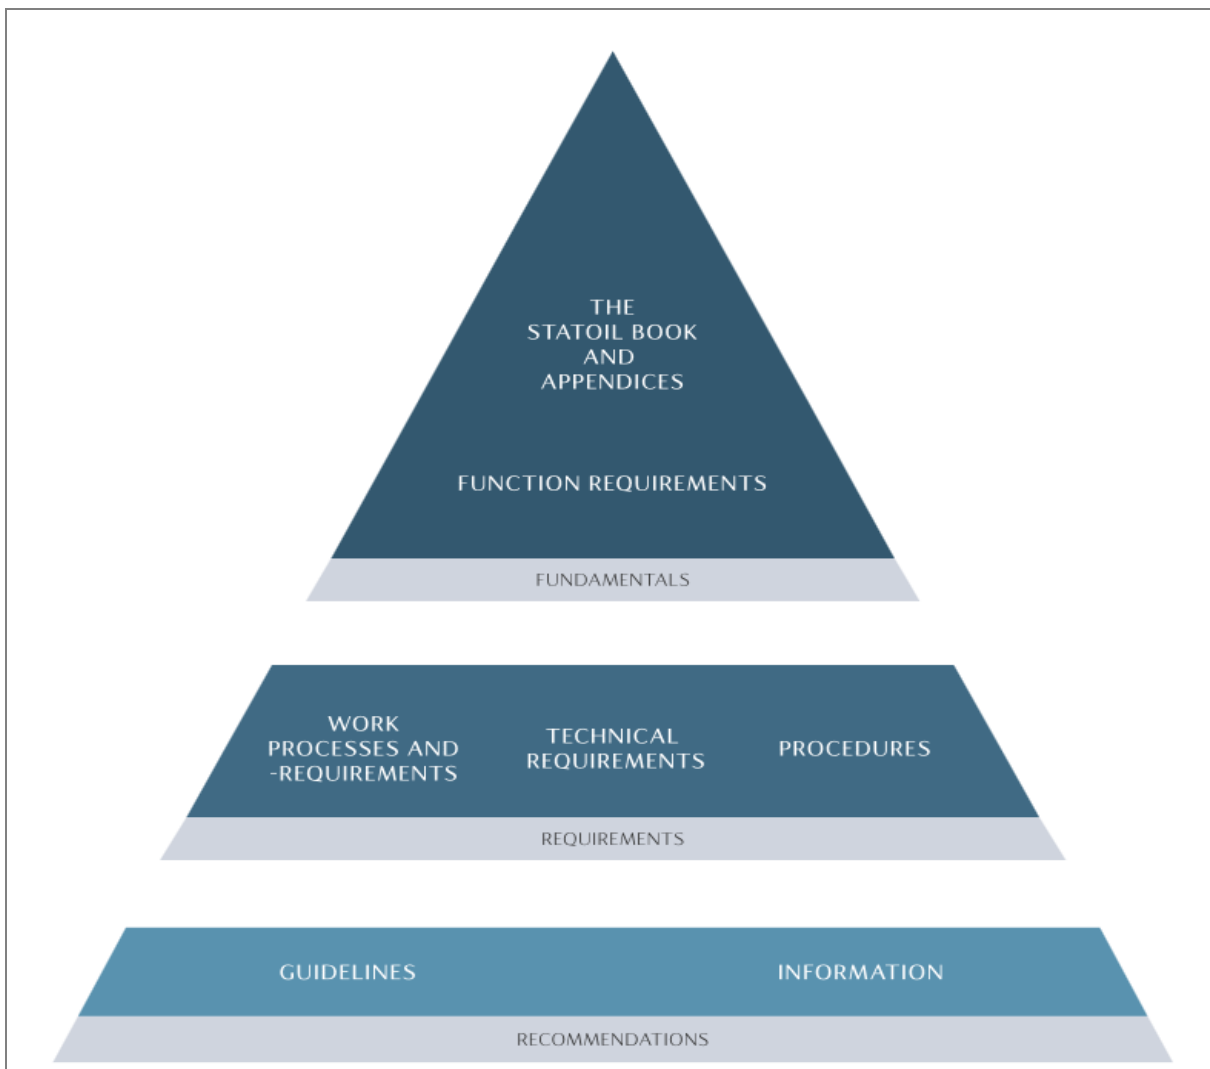 THE
STATOIL BOOK
AND
APPENDICES
FUNCTION REQUIREMENTS
FUNDAMENTALS
WORK
PROCESSES AND
-REQUIREMENTS
TECHNICAL
REQUIREMENTS
PROCEDURES
REQUIREMENTS
GUIDELINES
INFORMATION
RECOMMENDATIONS